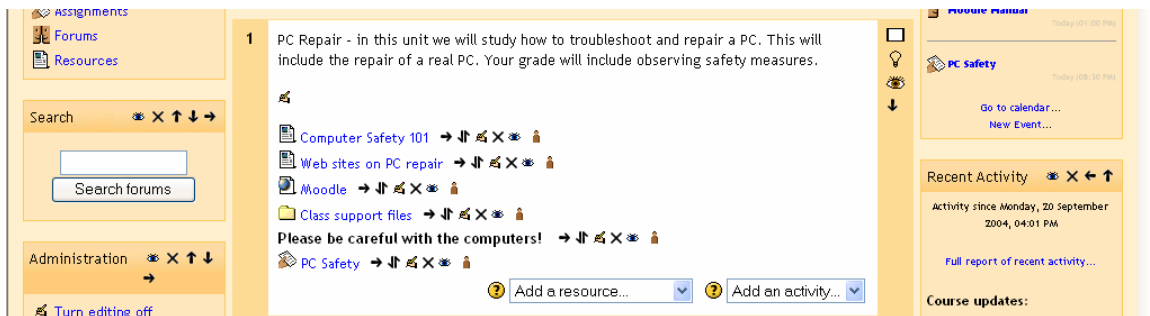 Assignments
Forums
Resources
Search
Search forums
Administration
Turn editing off
1
PC Repair - in this unit we will study how to troubleshoot and repair a PC. This will
include the repair of a real PC. Your grade will include observing safety measures.
Computer Safety 101
Web sites on PC repair
Moodle
Class support files
Please be careful with the computers!
PC Safety
? Add a resource...
? Add an activity...
Moodle Manual
Today (01:00 PM)
PC Safety
Today (08:30 PM)
Go to calendar...
New Event...
Recent Activity
Activity since Monday, 20 September
2004, 04:01 PM
Full report of recent activity...
Course updates: